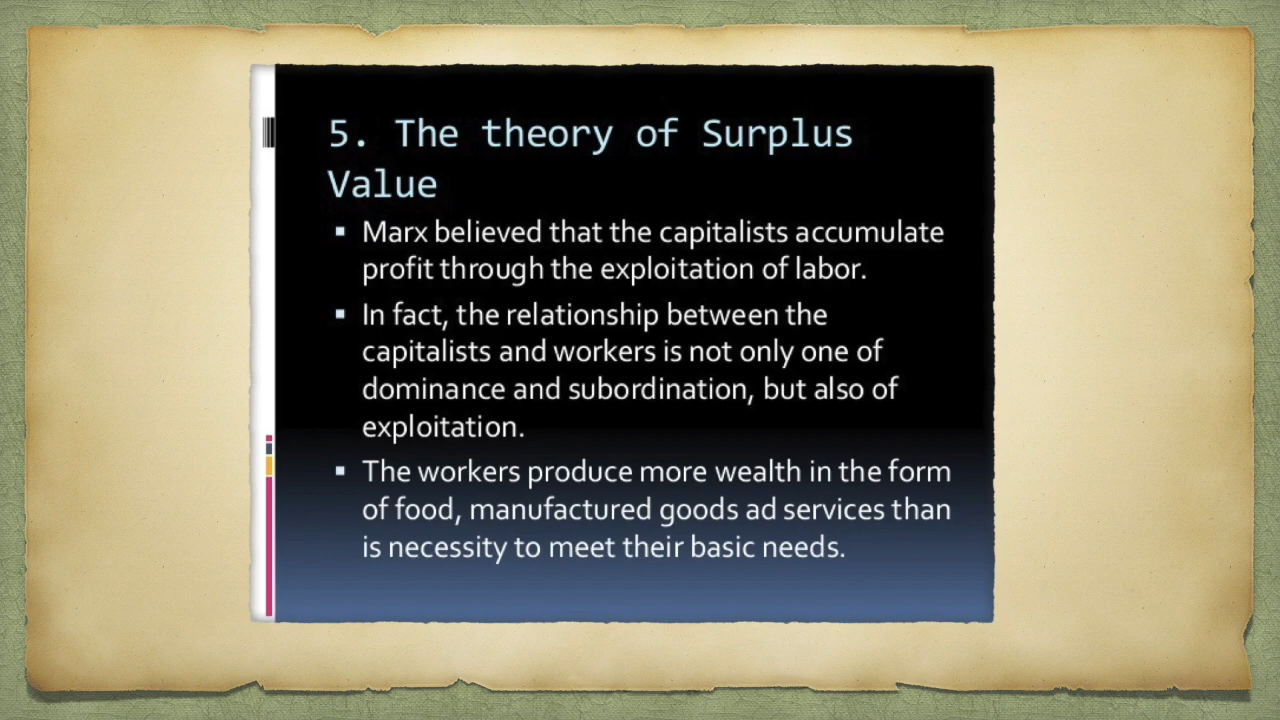 5. The theory of Surplus
Value
▪ Marx believed that the capitalists accumulate
profit through the exploitation of labor.
▪ In fact, the relationship between the
capitalists and workers is not only one of
dominance and subordination, but also of
exploitation.
▪ The workers produce more wealth in the form
of food, manufactured goods ad services than
is necessity to meet their basic needs.